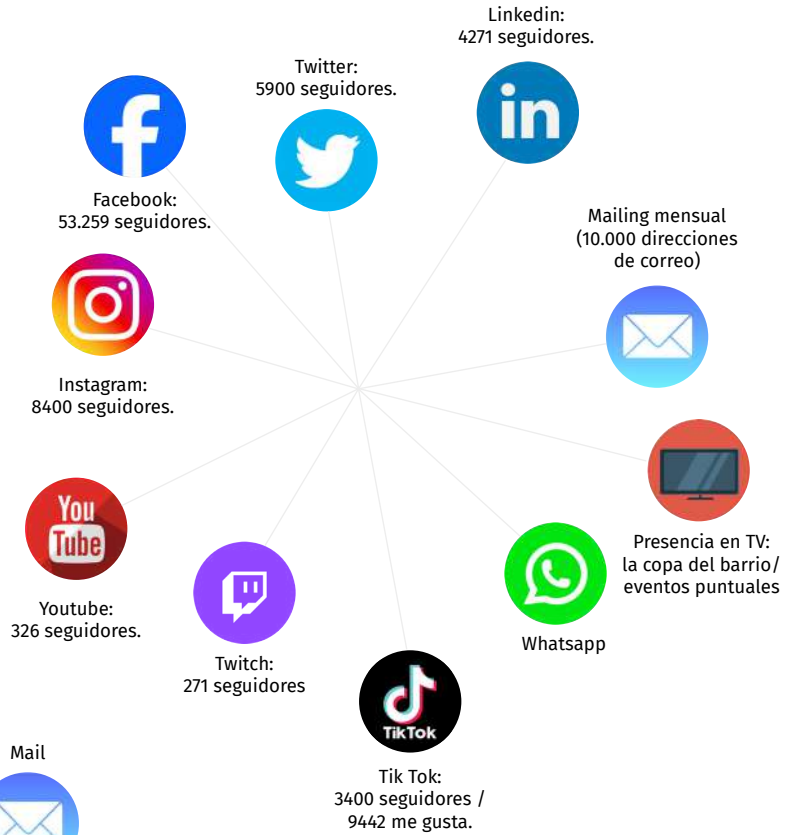 Linkedin:
4271 seguidores.
Twitter:
5900 seguidores.
in
f
Facebook:
53.259 seguidores.
Mailing mensual
(10.000 direcciones
de correo)
Instagram:
8400 seguidores.
You
Tube
Presencia en TV:
la copa del barrio/
eventos puntuales
Youtube:
326 seguidores.
Whatsapp
Twitch:
271 seguidores
TikTok
Mail
Tik Tok:
3400 seguidores /
9442 me gusta.